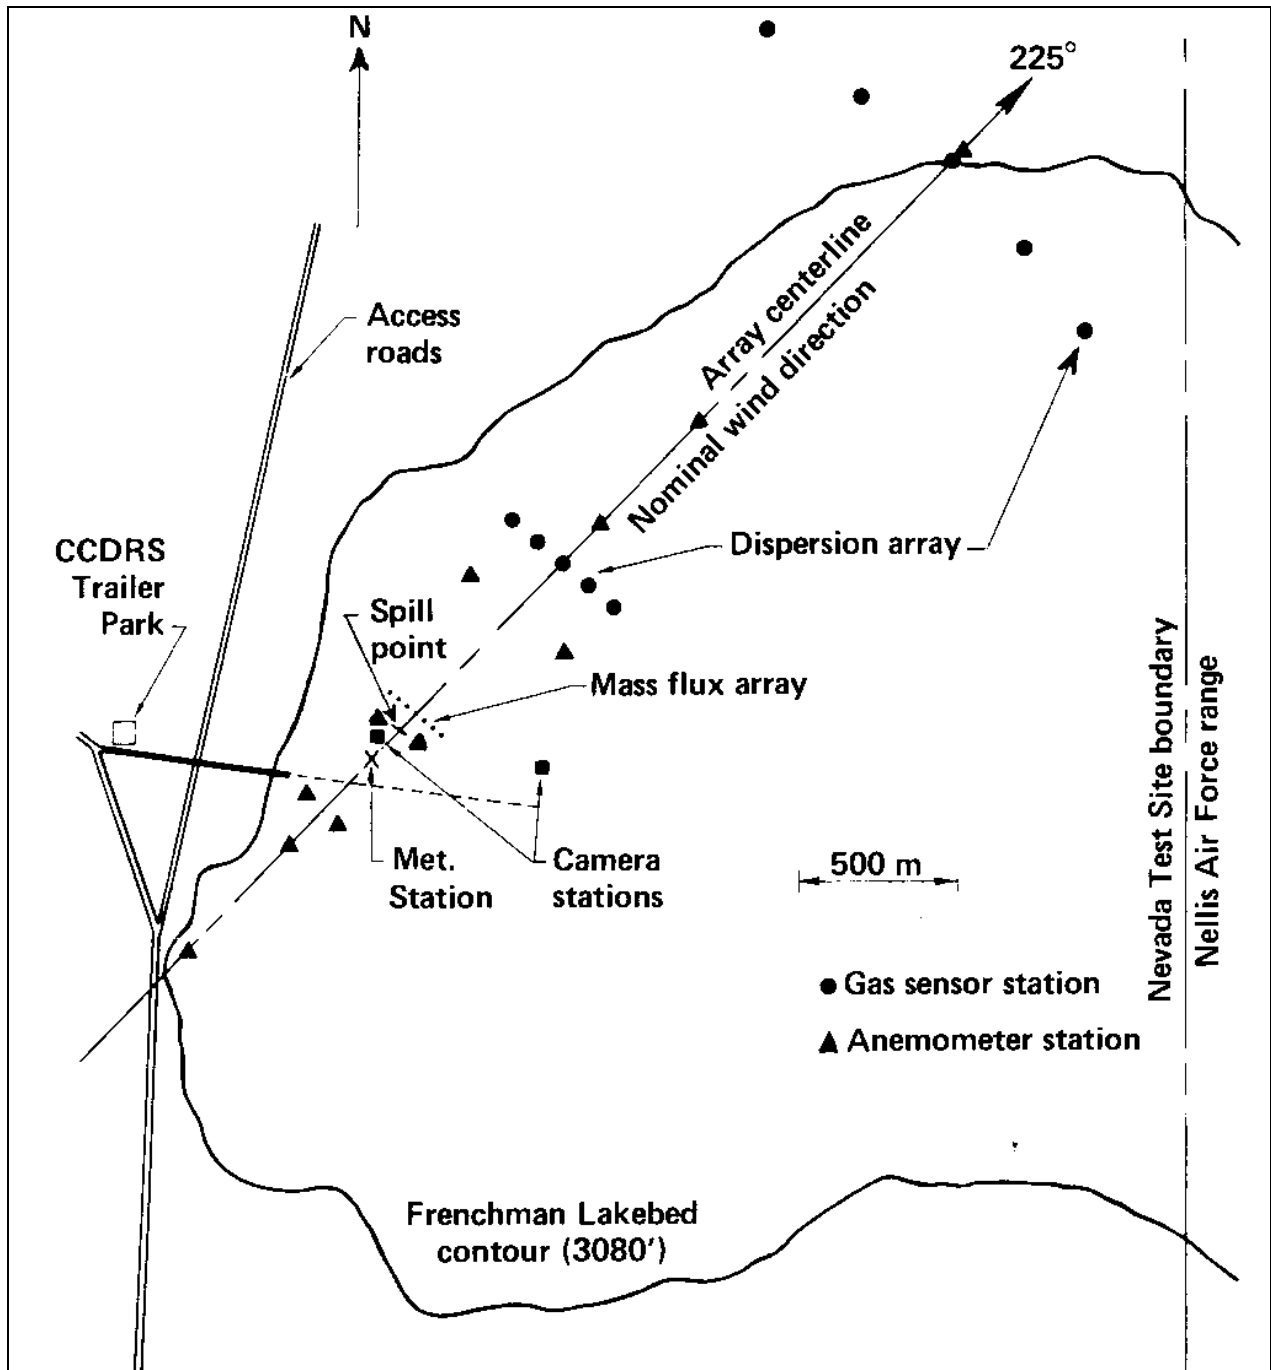 N
225°
Access
roads
Array centerline
Nominal wind direction
CCDRS
Trailer
Park
Dispersion array
Spill
point
Mass flux array
Met.
Station
Camera
stations
500 m
Nevada Test Site boundary
Nellis Air Force range
Gas sensor station
Anemometer station
Frenchman Lakebed
contour (3080')